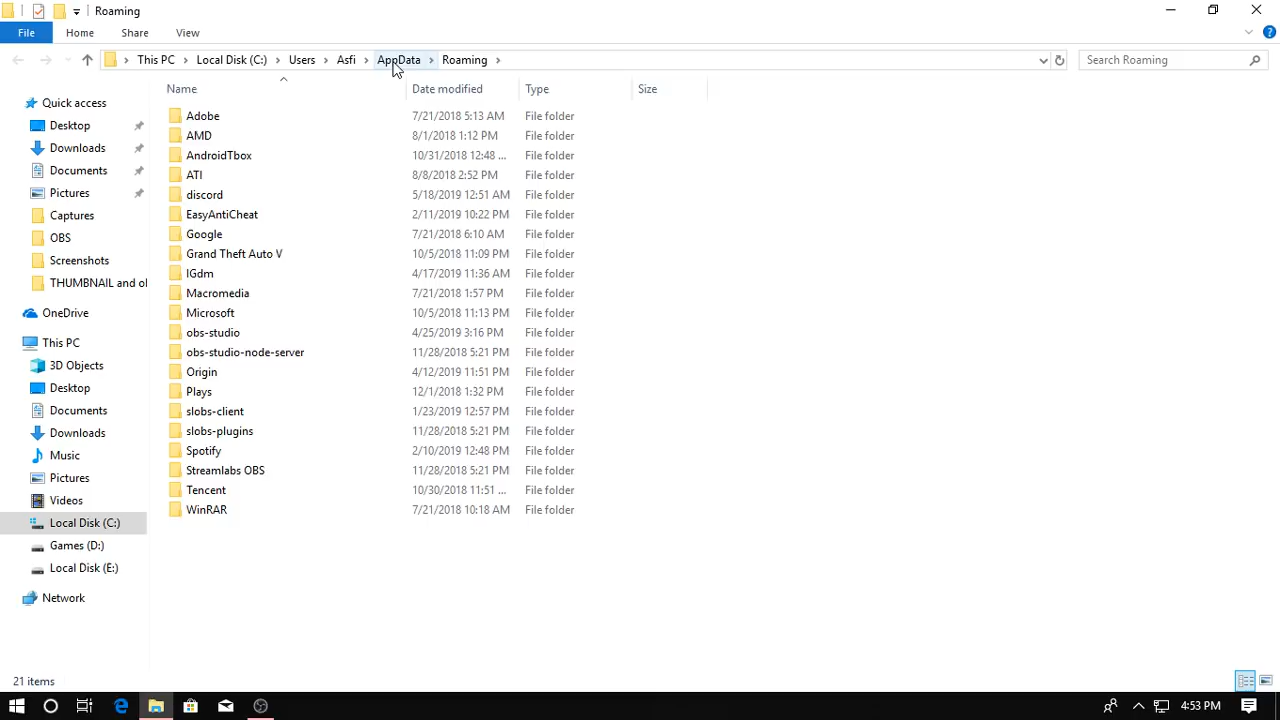 Roaming
File Home Share View
This PC Local Disk (C:) Users Asfi AppData Roaming Search Roaming
Name Date modified Type Size
Quick access
Desktop
Downloads
Documents
Pictures
Captures
OBS
Screenshots
THUMBNAIL and ol
OneDrive
This PC
3D Objects
Desktop
Documents
Downloads
Music
Pictures
Videos
Local Disk (C:)
Games (D:)
Local Disk (E:)
Network
Adobe 7/21/2018 5:13 AM File folder
AMD 8/1/2018 1:12 PM File folder
AndroidTbox 10/31/2018 12:48 ... File folder
ATI 8/8/2018 2:52 PM File folder
discord 5/18/2019 12:51 AM File folder
EasyAntiCheat 2/11/2019 10:22 PM File folder
Google 7/21/2018 6:10 AM File folder
Grand Theft Auto V 10/5/2018 11:09 PM File folder
IGdm 4/17/2019 11:36 AM File folder
Macromedia 7/21/2018 1:57 PM File folder
Microsoft 10/5/2018 11:13 PM File folder
obs-studio 4/25/2019 3:16 PM File folder
obs-studio-node-server 11/28/2018 5:21 PM File folder
Origin 4/12/2019 11:51 PM File folder
Plays 12/1/2018 1:32 PM File folder
slobs-client 1/23/2019 12:57 PM File folder
slobs-plugins 11/28/2018 5:21 PM File folder
Spotify 2/10/2019 12:48 PM File folder
Streamlabs OBS 11/28/2018 5:21 PM File folder
Tencent 10/30/2018 11:51 ... File folder
WinRAR 7/21/2018 10:18 AM File folder
21 items
4:53 PM